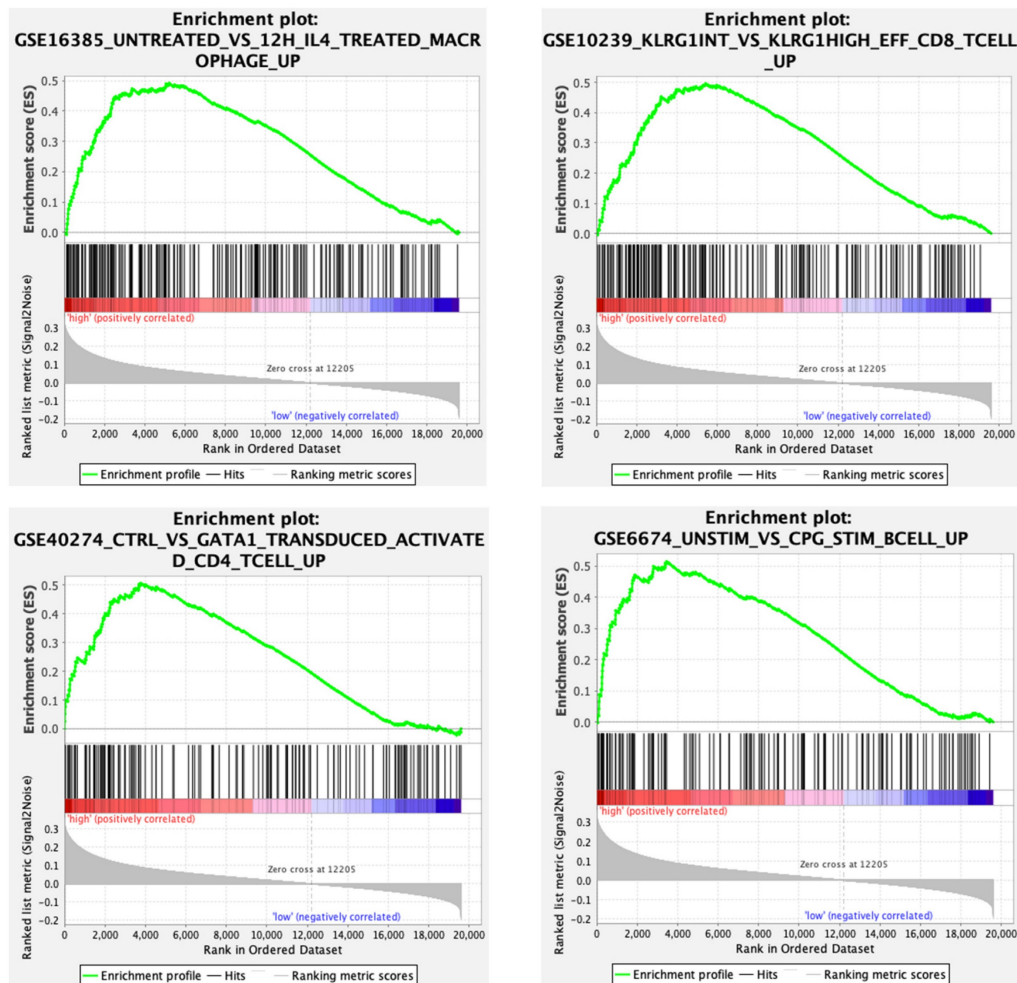 Enrichment plot:
GSE16385_UNTREATED_VS_12H_IL4_TREATED_MACR
OPHAGE_UP
Enrichment score (ES)
0.5
0.4
0.3
0.2
0.1
0.0
'high' (positively correlated)
Ranked list metric (Signal2Noise)
0.3
0.2
0.1
0.0
-0.1
-0.2
Zero cross at 12205
'low' (negatively correlated)
0 2,000 4,000 6,000 8,000 10,000 12,000 14,000 16,000 18,000 20,000
Rank in Ordered Dataset
Enrichment profile Hits Ranking metric scores
Enrichment plot:
GSE10239_KLRG1INT_VS_KLRG1HIGH_EFF_CD8_TCELL
_UP
Enrichment score (ES)
0.5
0.4
0.3
0.2
0.1
0.0
'high' (positively correlated)
Ranked list metric (Signal2Noise)
0.3
0.2
0.1
0.0
-0.1
-0.2
Zero cross at 12205
'low' (negatively correlated)
0 2,000 4,000 6,000 8,000 10,000 12,000 14,000 16,000 18,000 20,000
Rank in Ordered Dataset
Enrichment profile Hits Ranking metric scores
Enrichment plot:
GSE40274_CTRL_VS_GATA1_TRANSDUCED_ACTIVATE
D_CD4_TCELL_UP
Enrichment score (ES)
0.5
0.4
0.3
0.2
0.1
0.0
'high' (positively correlated)
Ranked list metric (Signal2Noise)
0.3
0.2
0.1
0.0
-0.1
-0.2
Zero cross at 12205
'low' (negatively correlated)
0 2,000 4,000 6,000 8,000 10,000 12,000 14,000 16,000 18,000 20,000
Rank in Ordered Dataset
Enrichment profile Hits Ranking metric scores
Enrichment plot:
GSE6674_UNSTIM_VS_CPG_STIM_BCELL_UP
Enrichment score (ES)
0.5
0.4
0.3
0.2
0.1
0.0
'high' (positively correlated)
Ranked list metric (Signal2Noise)
0.3
0.2
0.1
0.0
-0.1
-0.2
Zero cross at 12205
'low' (negatively correlated)
0 2,000 4,000 6,000 8,000 10,000 12,000 14,000 16,000 18,000 20,000
Rank in Ordered Dataset
Enrichment profile Hits Ranking metric scores